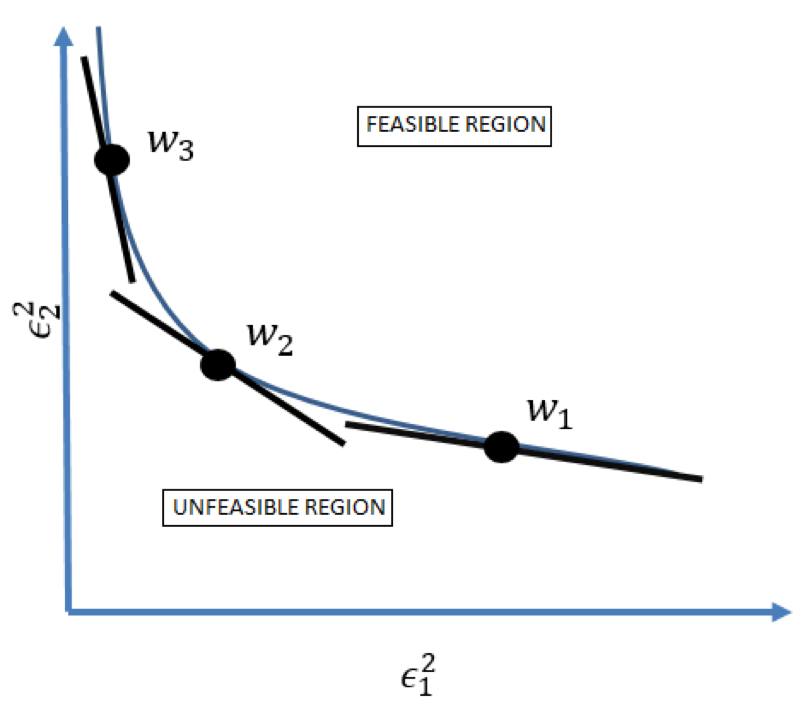 FEASIBLE REGION
w₃
ϵ₂²
w₂
w₁
UNFEASIBLE REGION
ϵ₁²